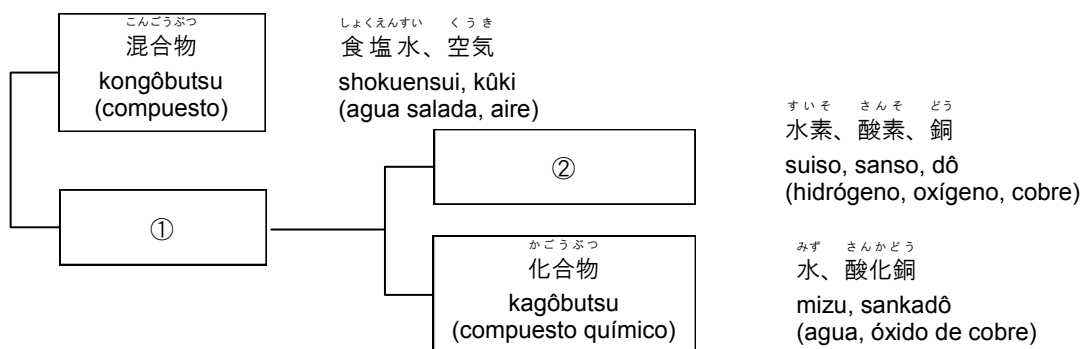 こんごうぶつ
混合物
kongôbutsu
(compuesto)
しょくえんすい くうき
食塩水、空気
shokuensui, kûki
(agua salada, aire)
①
②
すいそ さんそ どう
水素、酸素、銅
suiso, sanso, dô
(hidrógeno, oxígeno, cobre)
かごうぶつ
化合物
kagôbutsu
(compuesto químico)
みず さんかどう
水、酸化銅
mizu, sankadô
(agua, óxido de cobre)